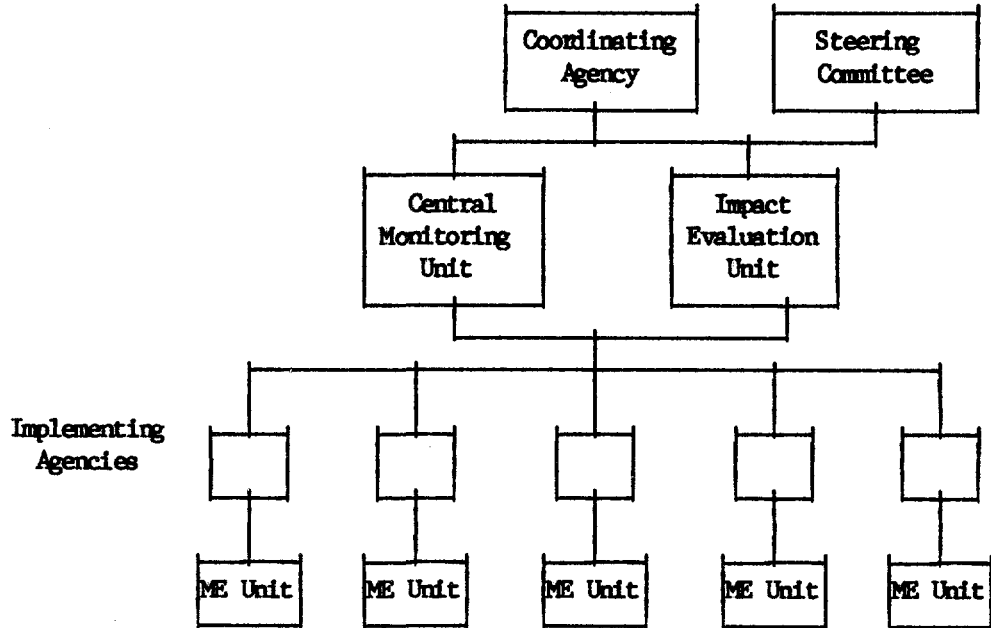 Coordinating
Agency
Steering
Committee
Central
Monitoring
Unit
Impact
Evaluation
Unit
Implementing
Agencies
ME Unit
ME Unit
ME Unit
ME Unit
ME Unit